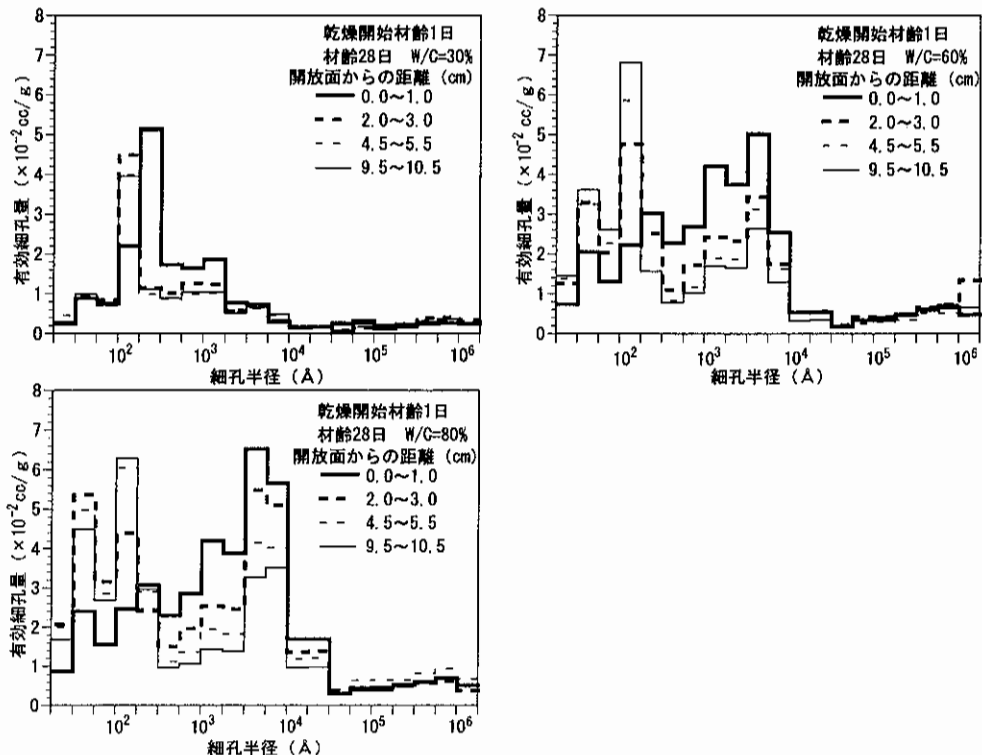 8
7
6
5
4
3
2
1
0
有効細孔量 (×10⁻²cc/g)
乾燥開始材齢1日
材齢28日 W/C=30%
開放面からの距離 (cm)
0.0～1.0
2.0～3.0
4.5～5.5
9.5～10.5
10² 10³ 10⁴ 10⁵ 10⁶
細孔半径 (Å)
8
7
6
5
4
3
2
1
0
有効細孔量 (×10⁻²cc/g)
乾燥開始材齢1日
材齢28日 W/C=60%
開放面からの距離 (cm)
0.0～1.0
2.0～3.0
4.5～5.5
9.5～10.5
10² 10³ 10⁴ 10⁵ 10⁶
細孔半径 (Å)
8
7
6
5
4
3
2
1
0
有効細孔量 (×10⁻²cc/g)
乾燥開始材齢1日
材齢28日 W/C=80%
開放面からの距離 (cm)
0.0～1.0
2.0～3.0
4.5～5.5
9.5～10.5
10² 10³ 10⁴ 10⁵ 10⁶
細孔半径 (Å)